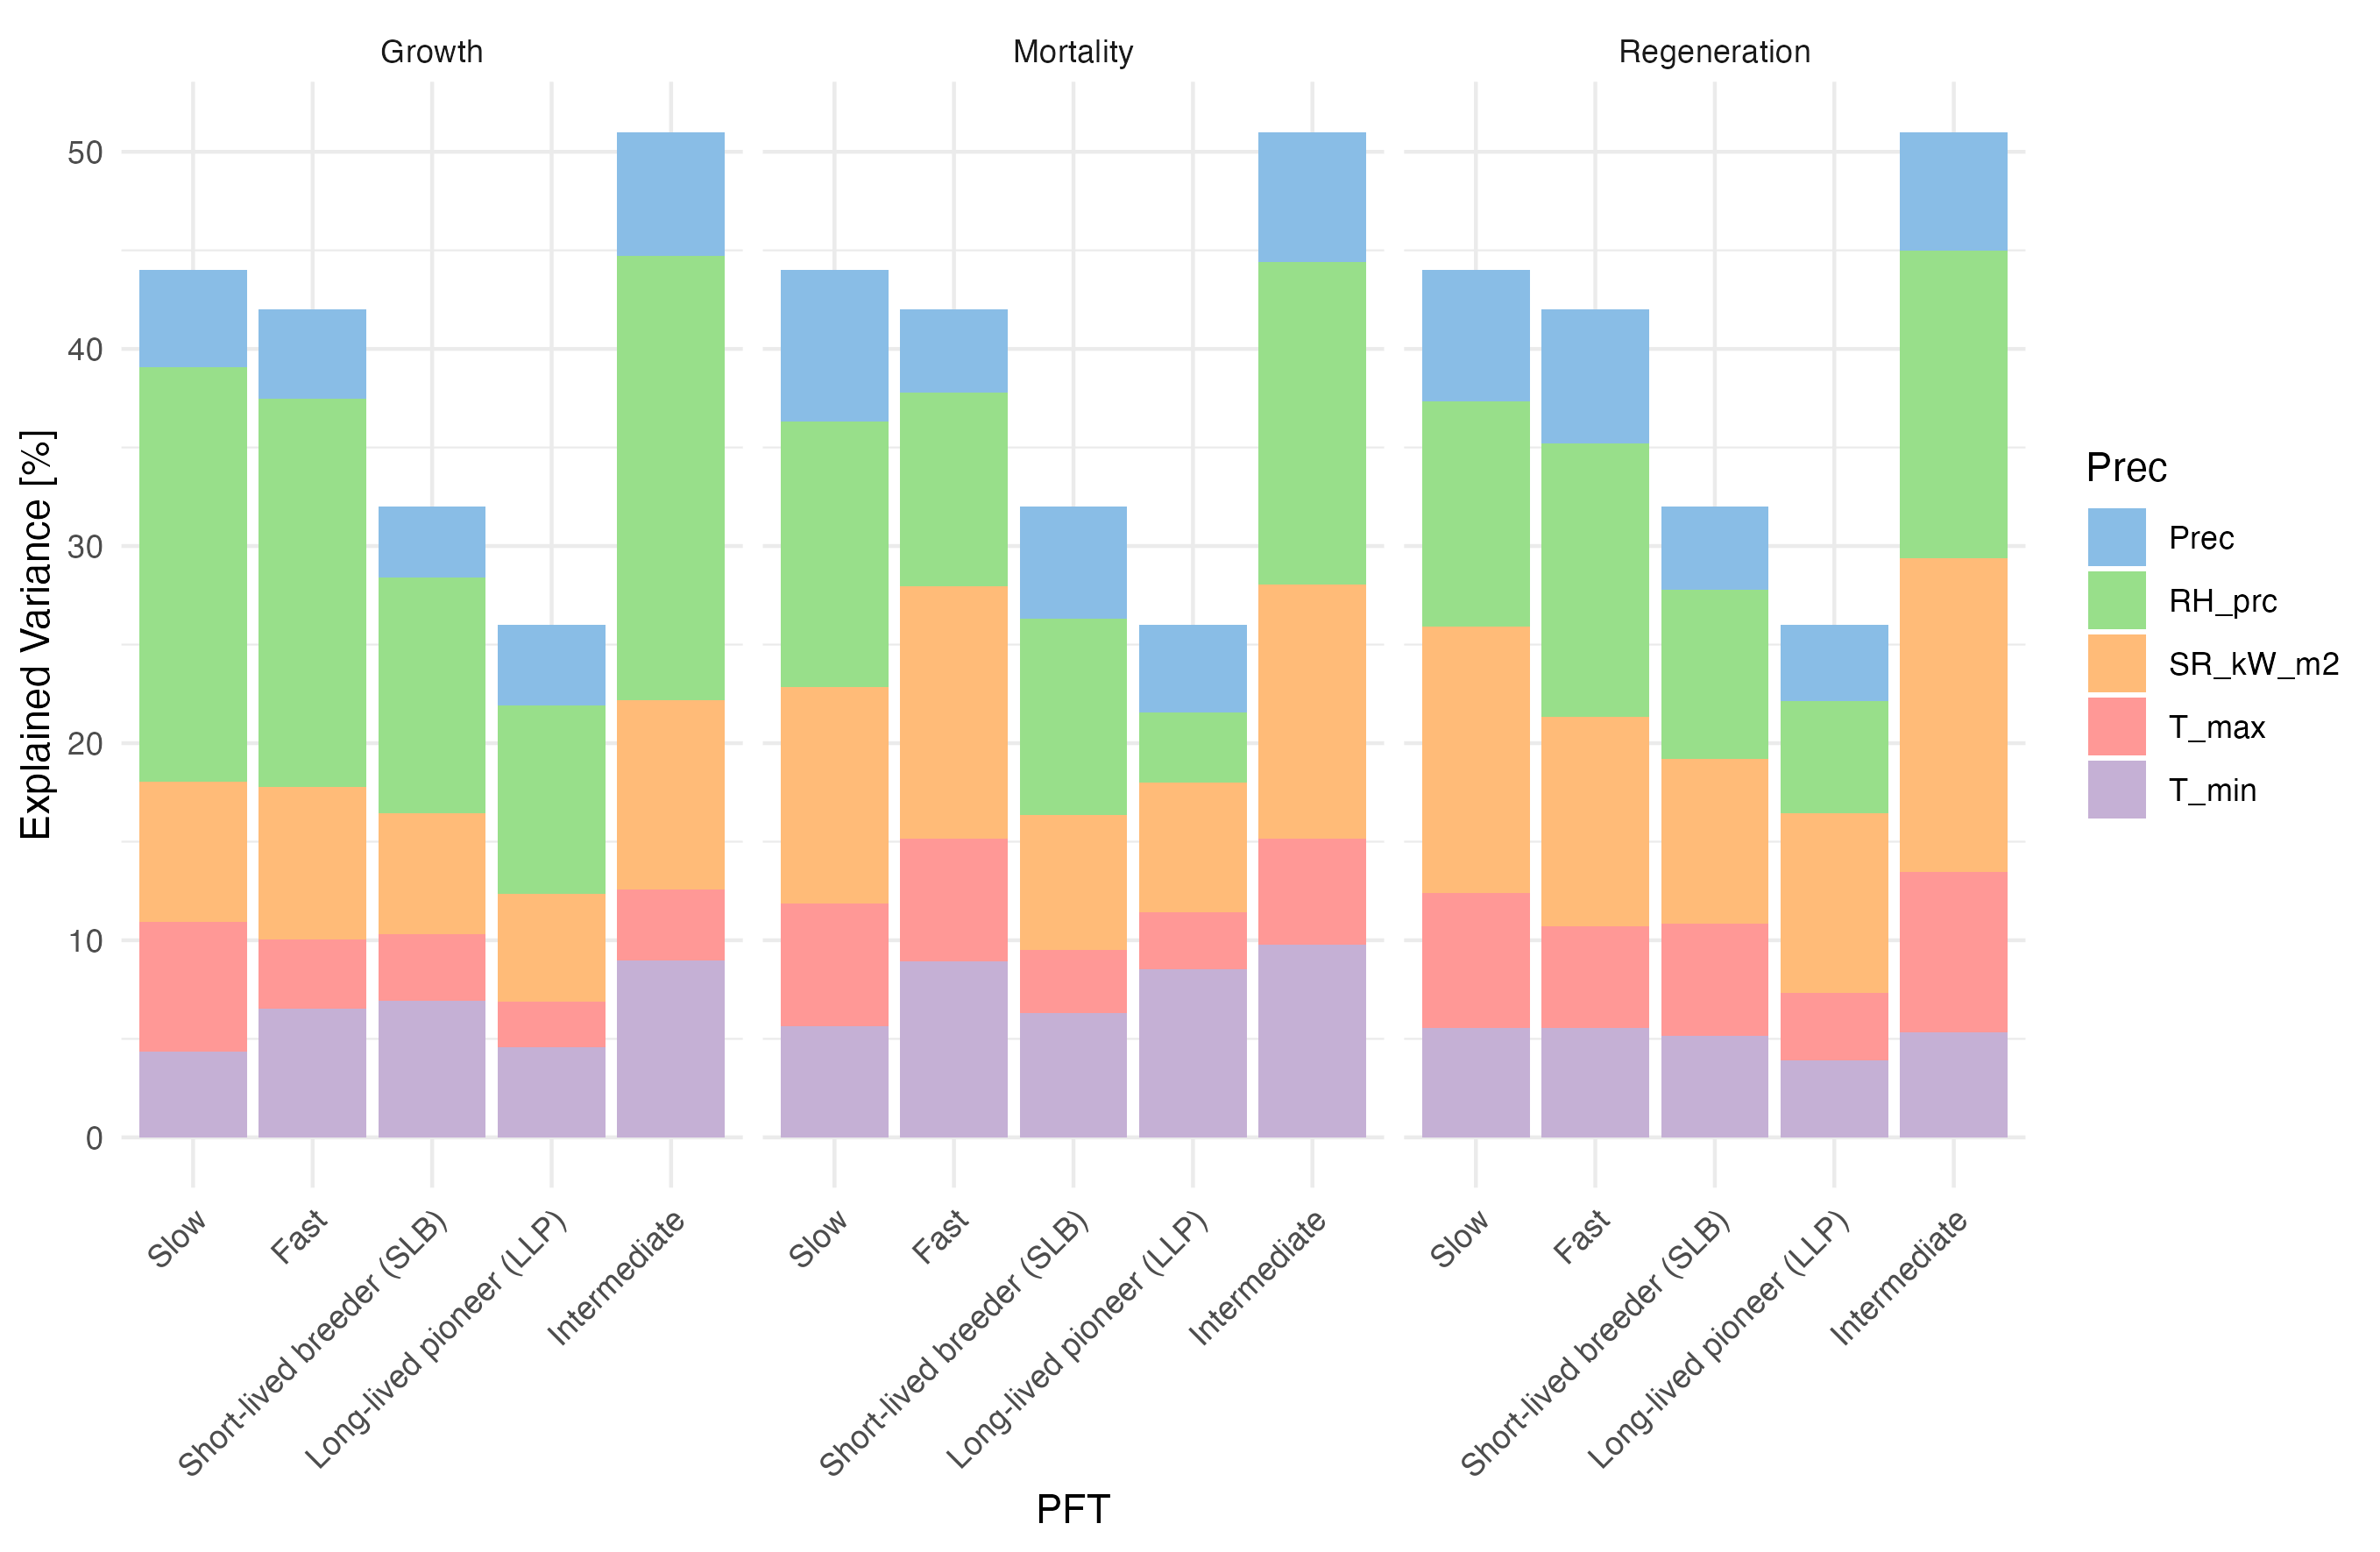 Growth
Mortality
Regeneration
Explained Variance [%]
50
40
30
20
10
0
Slow
Fast
Short-lived breeder (SLB)
Long-lived pioneer (LLP)
Intermediate
Slow
Fast
Short-lived breeder (SLB)
Long-lived pioneer (LLP)
Intermediate
Slow
Fast
Short-lived breeder (SLB)
Long-lived pioneer (LLP)
Intermediate
PFT
Prec
Prec
RH_prc
SR_kW_m2
T_max
T_min